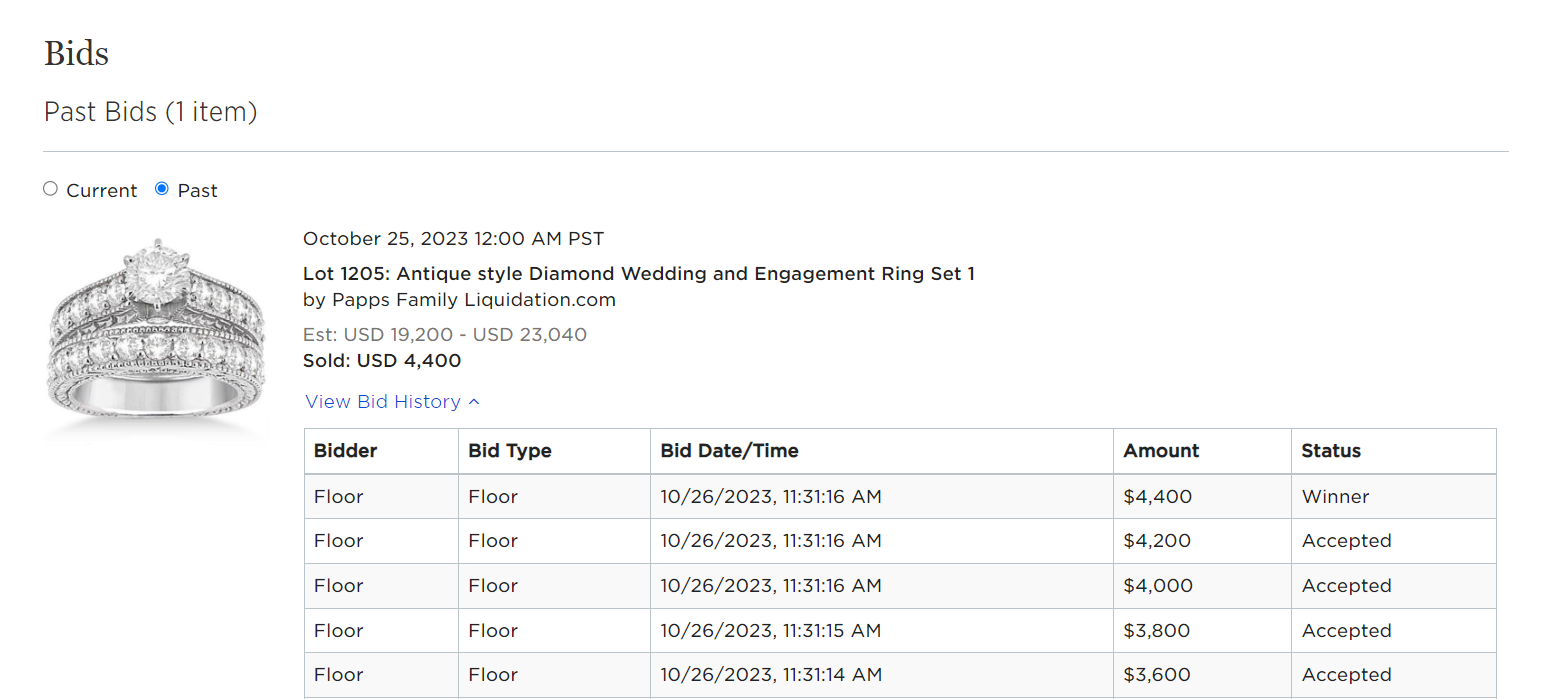 Bids
Past Bids (1 item)
Current Past
October 25, 2023 12:00 AM PST
Lot 1205: Antique style Diamond Wedding and Engagement Ring Set 1
by Papps Family Liquidation.com
Est: USD 19,200 - USD 23,040
Sold: USD 4,400
View Bid History
Bidder Bid Type Bid Date/Time Amount Status
Floor Floor 10/26/2023, 11:31:16 AM $4,400 Winner
Floor Floor 10/26/2023, 11:31:16 AM $4,200 Accepted
Floor Floor 10/26/2023, 11:31:16 AM $4,000 Accepted
Floor Floor 10/26/2023, 11:31:15 AM $3,800 Accepted
Floor Floor 10/26/2023, 11:31:14 AM $3,600 Accepted